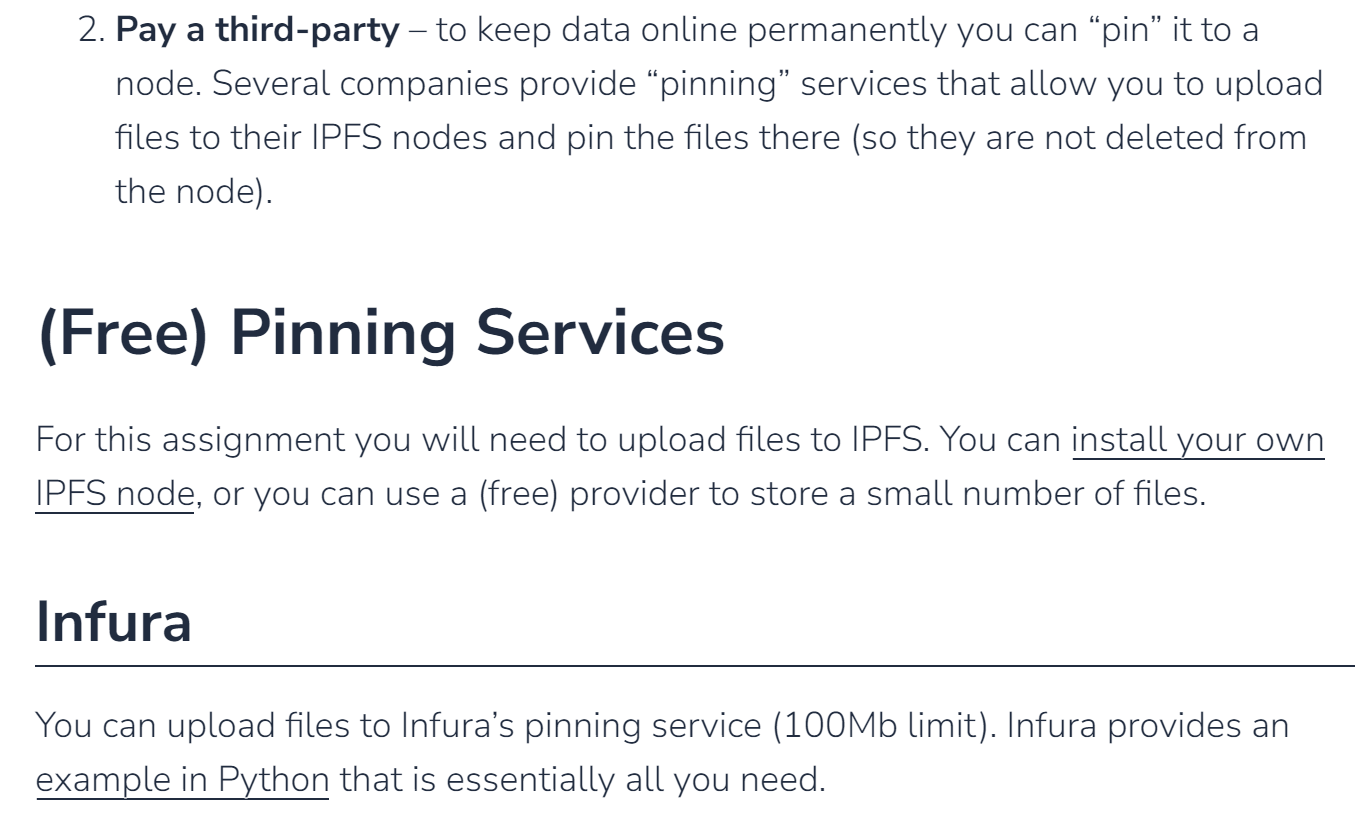 2. Pay a third-party – to keep data online permanently you can “pin” it to a
node. Several companies provide “pinning” services that allow you to upload
files to their IPFS nodes and pin the files there (so they are not deleted from
the node).
(Free) Pinning Services
For this assignment you will need to upload files to IPFS. You can install your own
IPFS node, or you can use a (free) provider to store a small number of files.
Infura
You can upload files to Infura’s pinning service (100Mb limit). Infura provides an
example in Python that is essentially all you need.